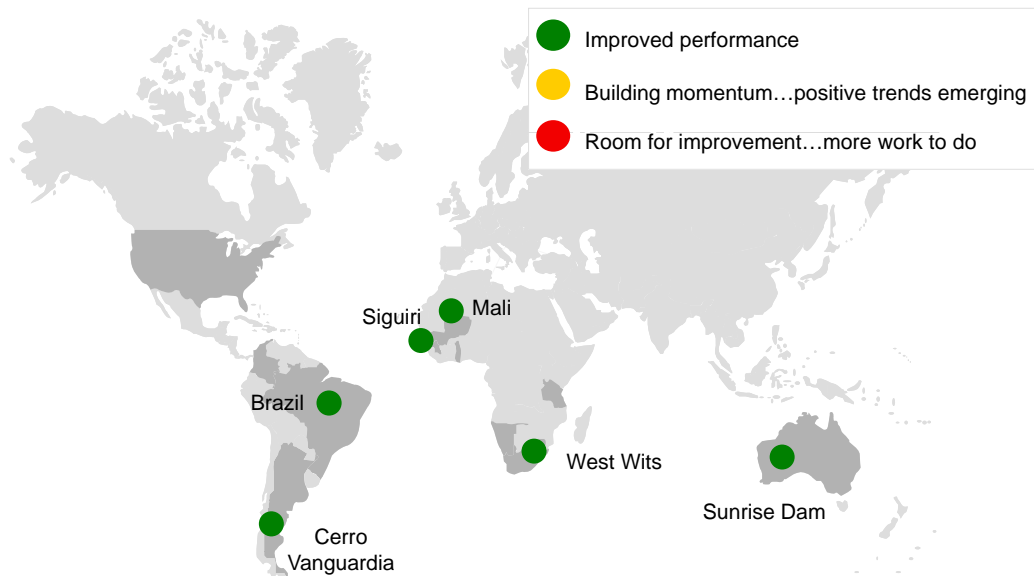 Improved performance
Building momentum…positive trends emerging
Room for improvement…more work to do
Siguiri
Mali
Brazil
West Wits
Sunrise Dam
Cerro
Vanguardia